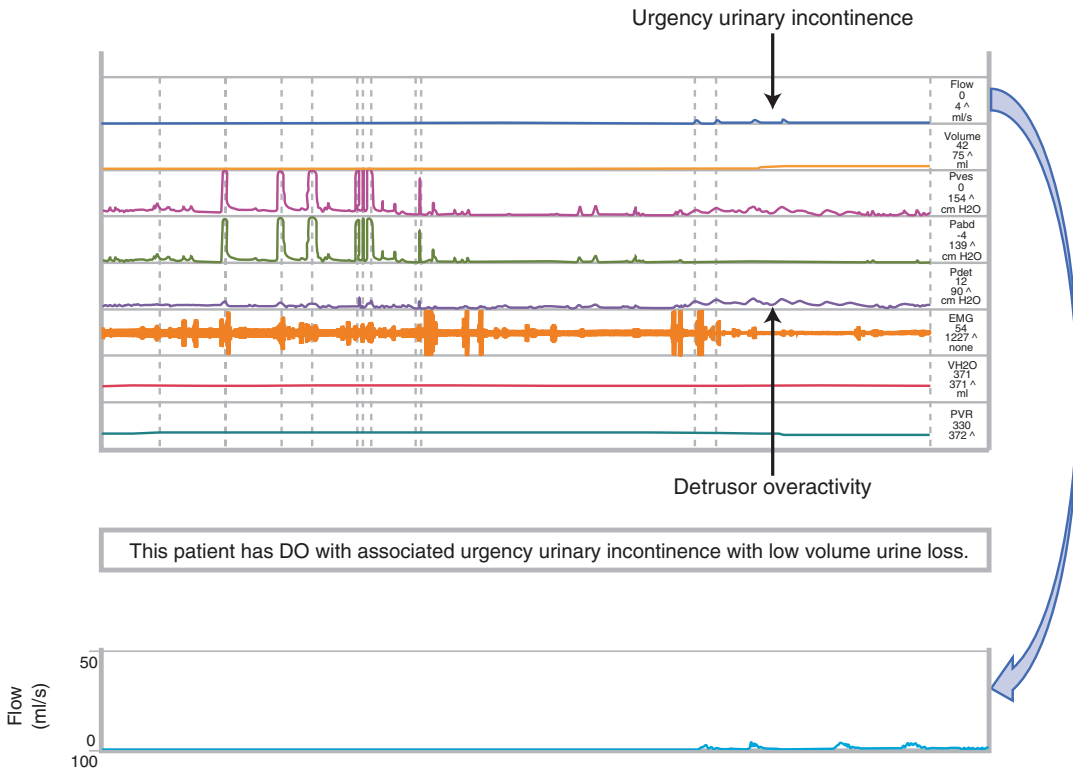 Urgency urinary incontinence
Flow
0
4 ^
ml/s
Volume
42
75 ^
ml
Pves
0
154 ^
cm H2O
Pabd
-4
139 ^
cm H2O
Pdet
12
90 ^
cm H2O
EMG
54
1227 ^
none
VH2O
371
371 ^
ml
PVR
330
372 ^
Detrusor overactivity
This patient has DO with associated urgency urinary incontinence with low volume urine loss.
50
Flow
(ml/s)
0
100